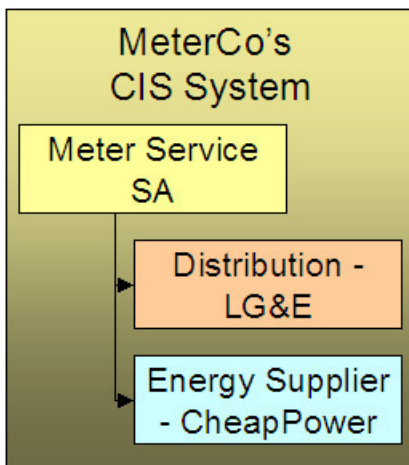 MeterCo’s
CIS System
Meter Service
SA
Distribution -
LG&E
Energy Supplier
- CheapPower